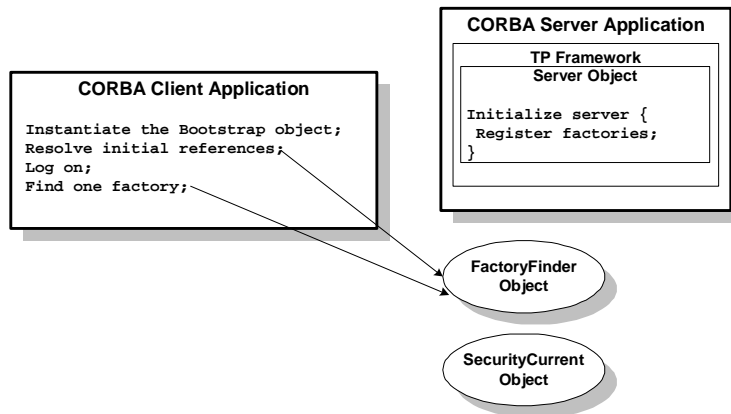 CORBA Client Application
Instantiate the Bootstrap object;
Resolve initial references;
Log on;
Find one factory;
CORBA Server Application
TP Framework
Server Object
Initialize server {
Register factories;
}
FactoryFinder
Object
SecurityCurrent
Object